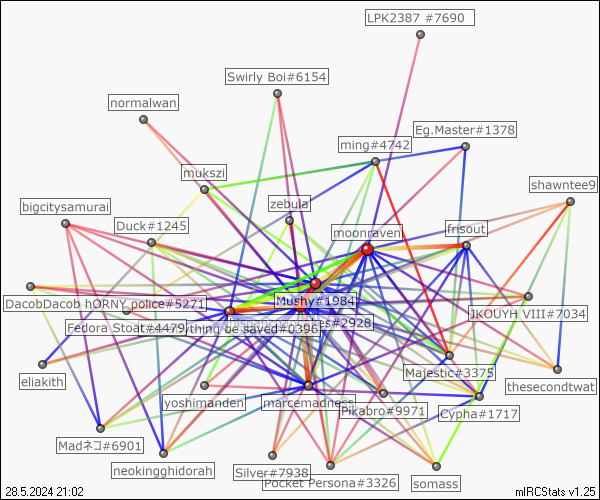 LPK2387 #7690
Swirly Boi#6154
normalwan
Eg.Master#1378
ming#4742
mukszi
shawntee9
zebula
bigcitysamurai
Duck#1245
moonraven
frisout
DacobDacob hORNY police#5271
Mushy#1984
JKOUYH VIII#7034
Fedora Stoat#4479
ything be saved#0396
es#2928
Majestic#3375
eliakith
thesecondtwat
yoshimanden
marcemadness
Pikabro#9971
Cypha#1717
Madネコ#6901
neokingghidorah
Silver#7938
Pocket Persona#3326
somass
28.5.2024 21:02
mIRCStats v1.25